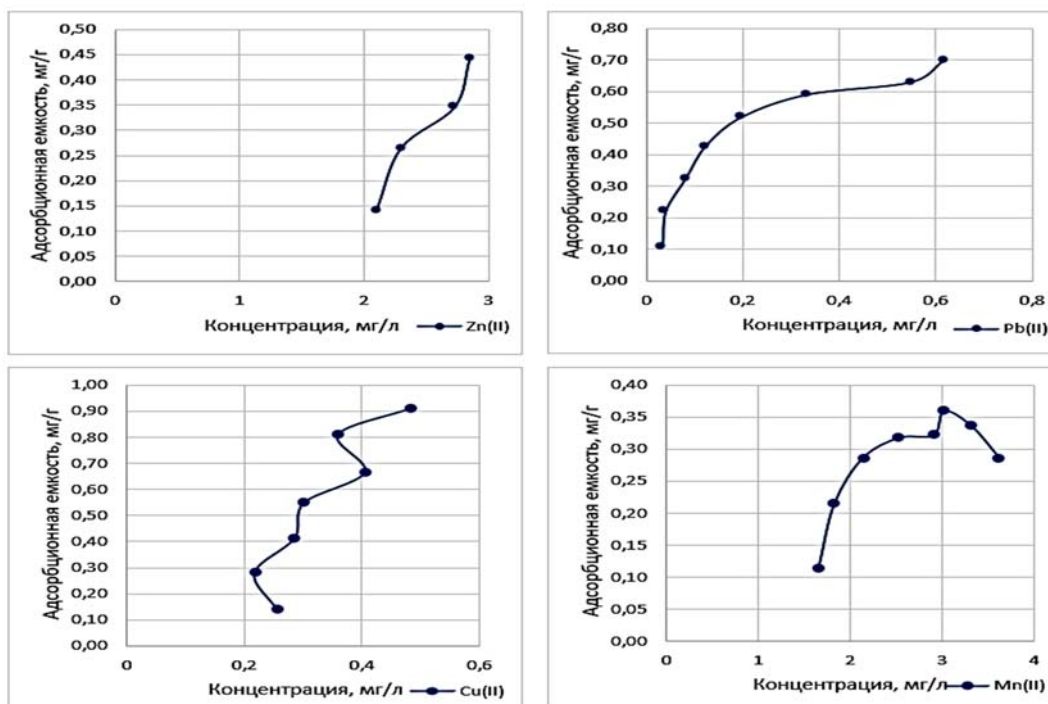 Адсорбционная емкость, мг/г
0,50
0,45
0,40
0,35
0,30
0,25
0,20
0,15
0,10
0,05
0,00
0 1 2 3
Концентрация, мг/л
Zn(II)
Адсорбционная емкость, мг/г
0,80
0,70
0,60
0,50
0,40
0,30
0,20
0,10
0,00
0 0,2 0,4 0,6 0,8
Концентрация, мг/л
Pb(II)
Адсорбционная емкость, мг/г
1,00
0,90
0,80
0,70
0,60
0,50
0,40
0,30
0,20
0,10
0,00
0 0,2 0,4 0,6
Концентрация, мг/л
Cu(II)
Адсорбционная емкость, мг/г
0,40
0,35
0,30
0,25
0,20
0,15
0,10
0,05
0,00
0 1 2 3 4
Концентрация, мг/л
Mn(II)